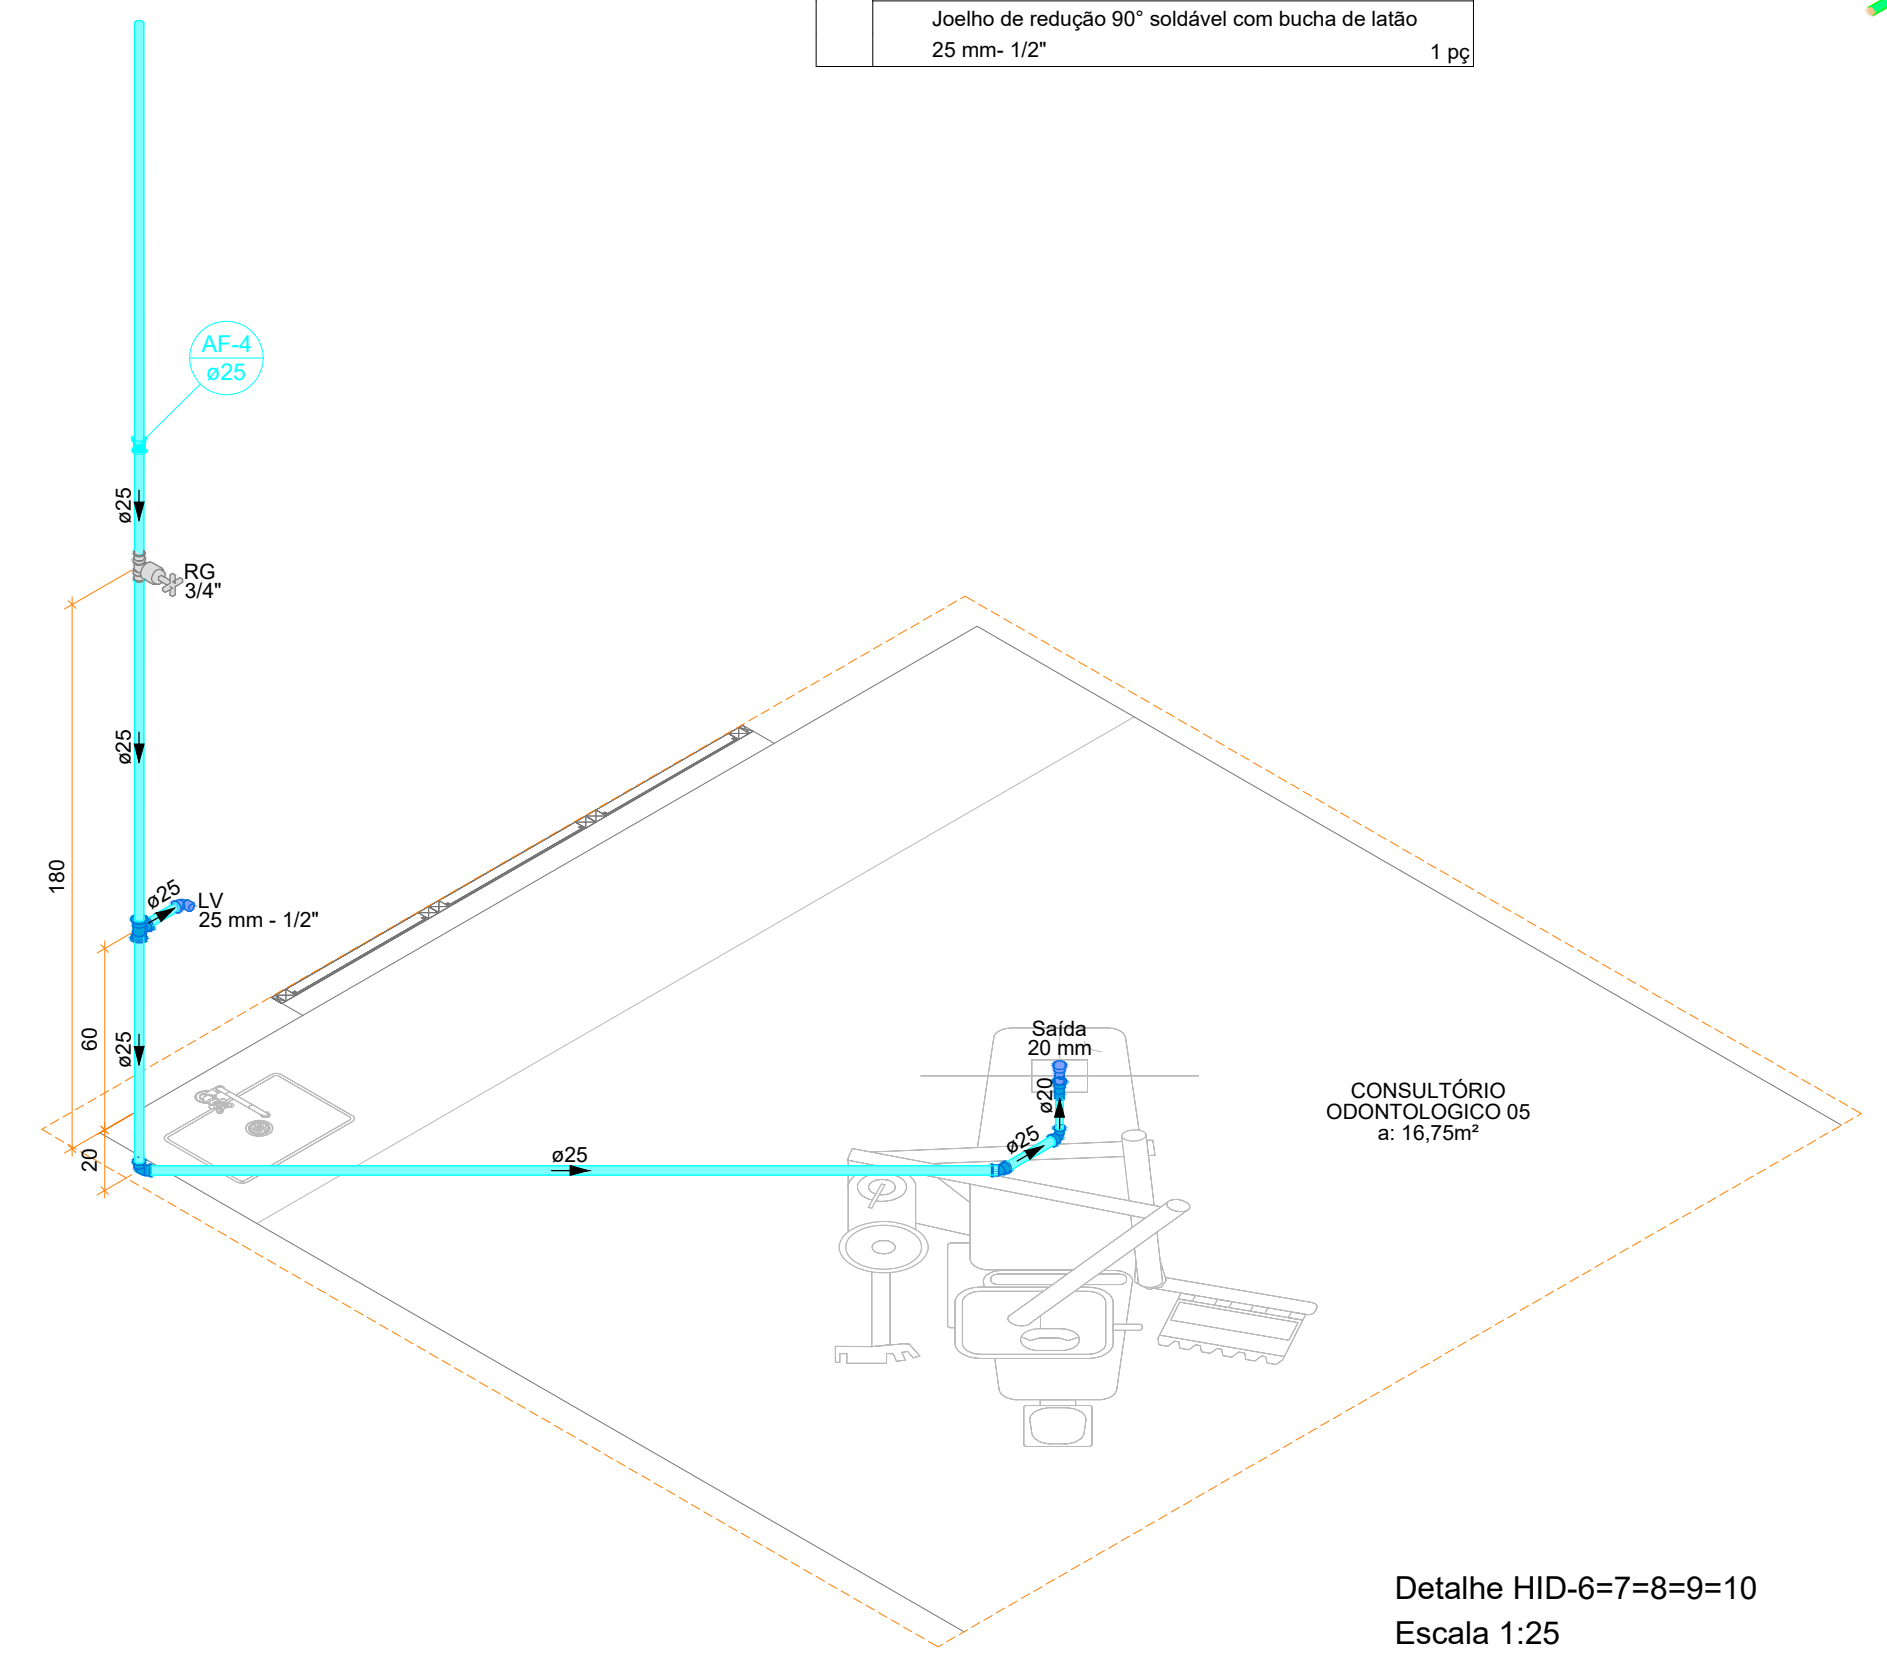 Joelho de redução 90° soldável com bucha de latão
25 mm- 1/2" 1 pç
AF-4
ø25
ø25
RG
3/4"
ø25
180
ø25
LV
25 mm - 1/2"
60
ø25
20
ø25
Saída
20 mm
ø20
ø25
CONSULTÓRIO
ODONTOLOGICO 05
a: 16,75m²
Detalhe HID-6=7=8=9=10
Escala 1:25